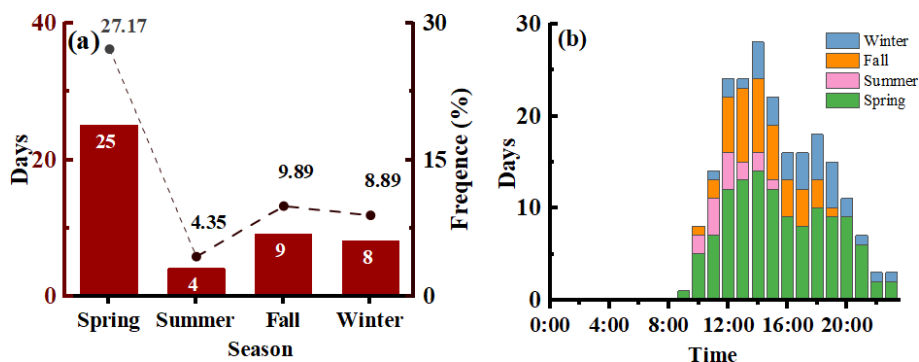 (a)
27.17
4.35
9.89
8.89
25
4
9
8
40
20
0
Days
30
15
0
Freqence (%)
Spring Summer Fall Winter
Season
(b)
Winter
Fall
Summer
Spring
30
20
10
0
Days
0:00 4:00 8:00 12:00 16:00 20:00
Time